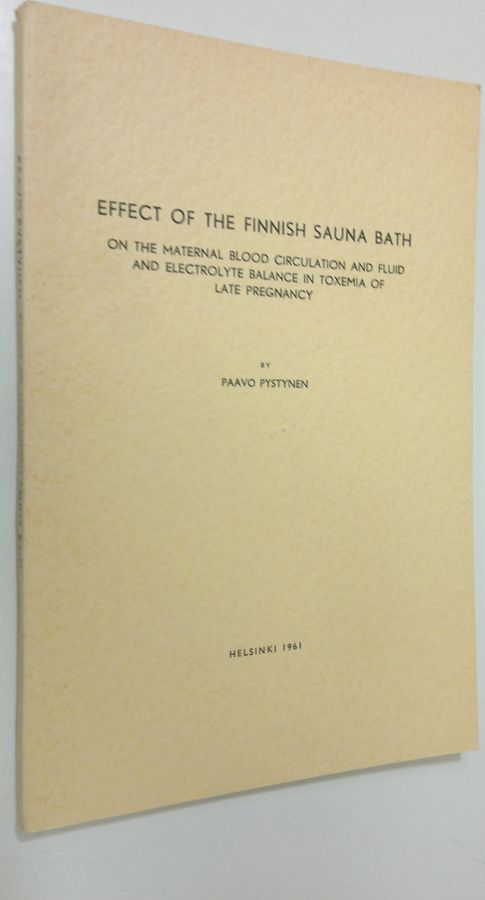 EFFECT OF THE FINNISH SAUNA BATH
ON THE MATERNAL BLOOD CIRCULATION AND FLUID
AND ELECTROLYTE BALANCE IN TOXEMIA OF
LATE PREGNANCY
BY
PAAVO PYSTYNEN
HELSINKI 1961